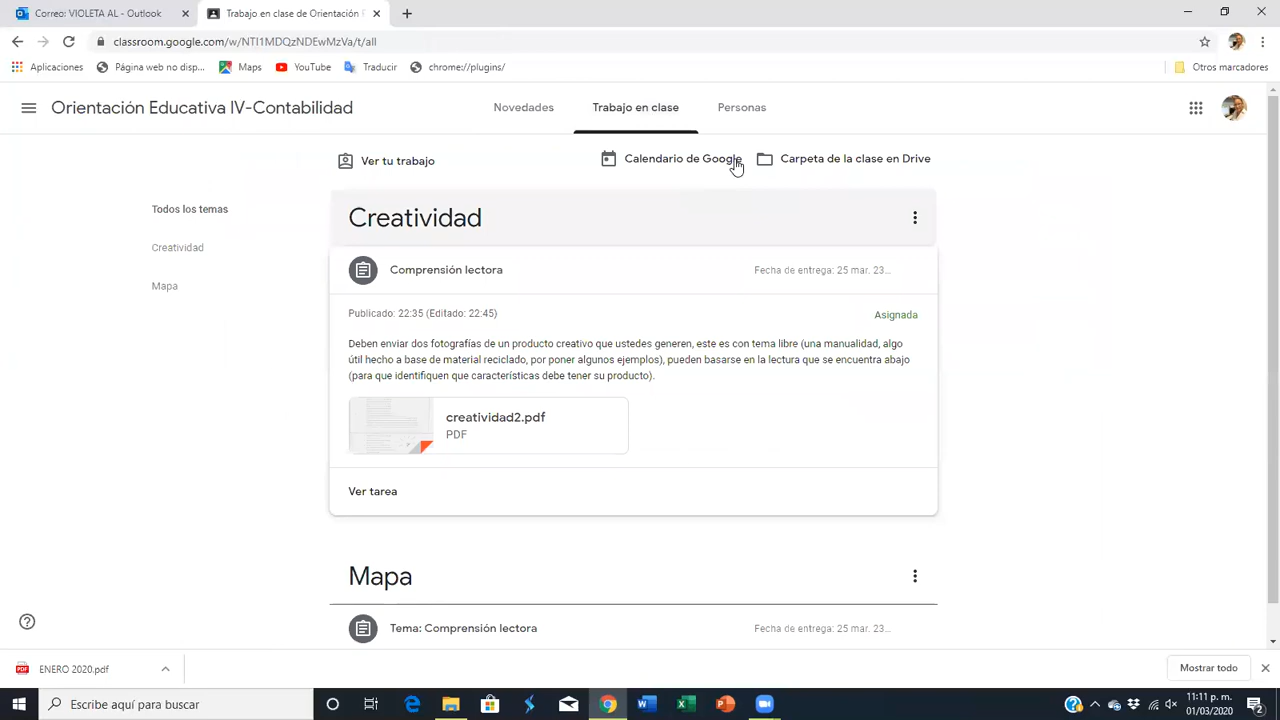 Correo: VIOLETA AL - Outlook
Trabajo en clase de Orientación E
classroom.google.com/w/NTI1MDQzNDEwMzVa/t/all
Aplicaciones
Página web no disp...
Maps
YouTube
Traducir
chrome://plugins/
Otros marcadores
Orientación Educativa IV-Contabilidad
Novedades
Trabajo en clase
Personas
Ver tu trabajo
Calendario de Google
Carpeta de la clase en Drive
Todos los temas
Creatividad
Mapa
Creatividad
Comprensión lectora
Fecha de entrega: 25 mar. 23...
Publicado: 22:35 (Editado: 22:45)
Asignada
Deben enviar dos fotografías de un producto creativo que ustedes generen, este es con tema libre (una manualidad, algo
útil hecho a base de material reciclado, por poner algunos ejemplos), pueden basarse en la lectura que se encuentra abajo
(para que identifiquen que características debe tener su producto).
creatividad2.pdf
PDF
Ver tarea
Mapa
Tema: Comprensión lectora
Fecha de entrega: 25 mar. 23...
PDF
ENERO 2020.pdf
Mostrar todo
Escribe aquí para buscar
11:11 p. m.
01/03/2020
2